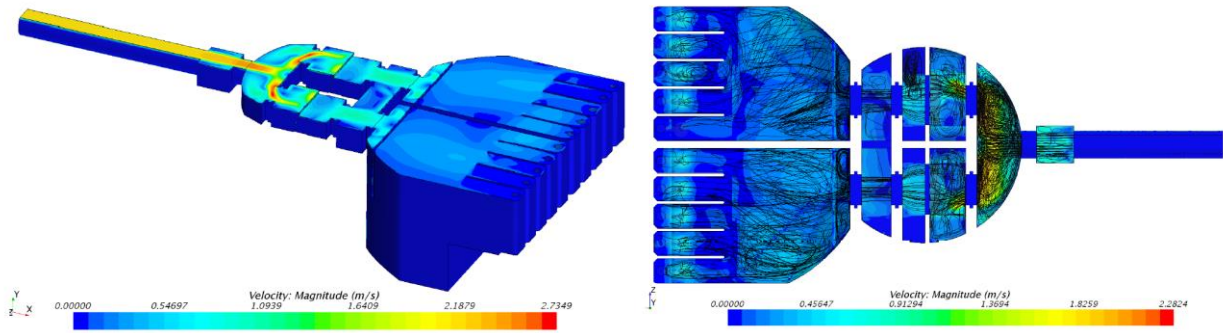 Velocity: Magnitude (m/s)
0.00000 0.54697 1.0939 1.6409 2.1879 2.7349
Y
Z X
Velocity: Magnitude (m/s)
0.00000 0.45647 0.91294 1.3694 1.8259 2.2824
Z
Y